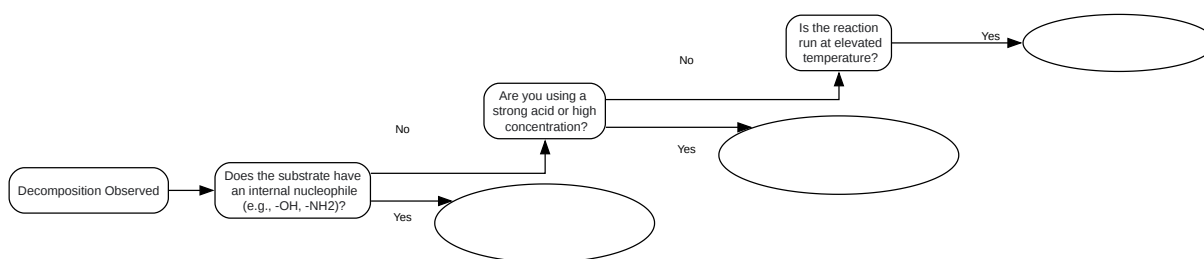 Decomposition Observed
Does the substrate have
an internal nucleophile
(e.g., -OH, -NH2)?
No
Yes
Are you using a
strong acid or high
concentration?
No
Yes
Is the reaction
run at elevated
temperature?
Yes